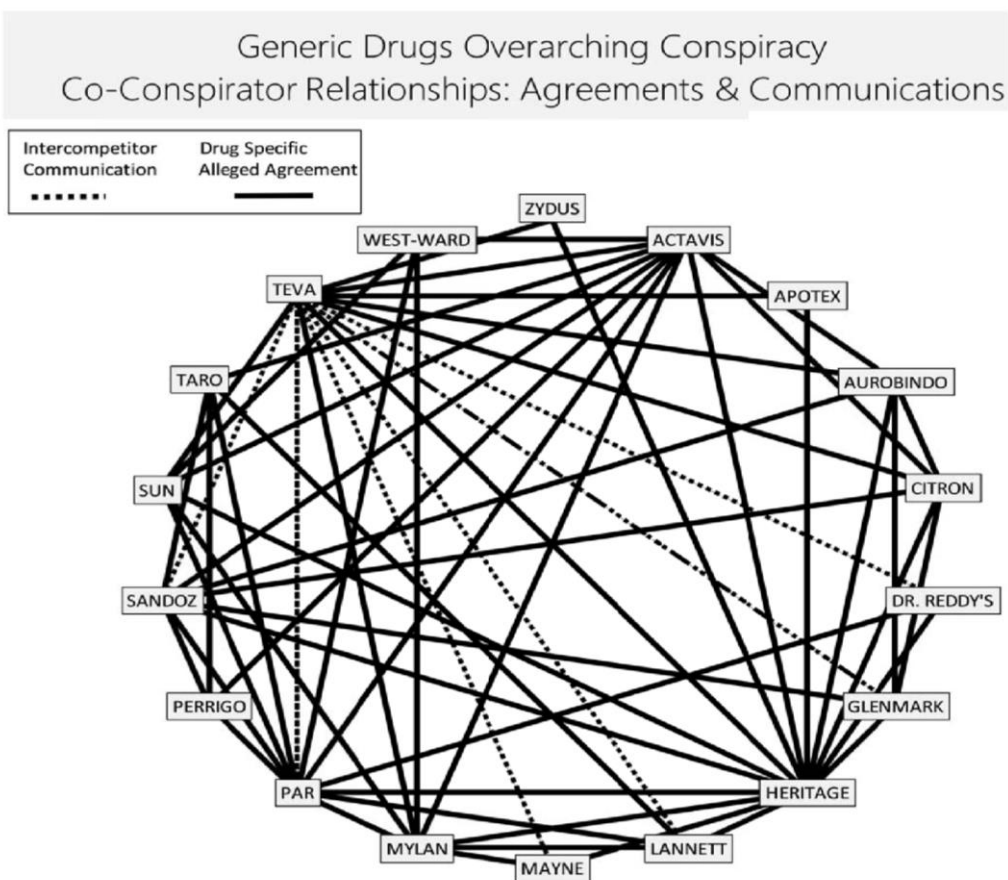 Generic Drugs Overarching Conspiracy
Co-Conspirator Relationships: Agreements & Communications
Intercompetitor Drug Specific
Communication Alleged Agreement
ZYDUS
WEST-WARD ACTAVIS
TEVA APOTEX
TARO AUROBINDO
SUN CITRON
SANDOZ DR. REDDY'S
PERRIGO GLENMARK
PAR HERITAGE
MYLAN LANNETT
MAYNE